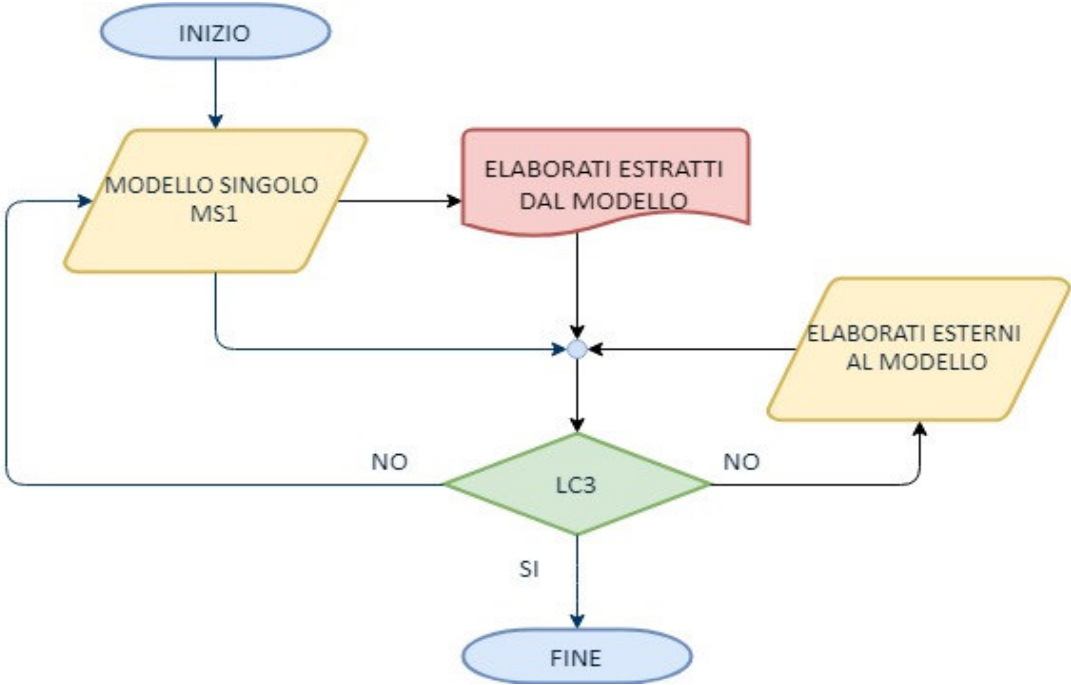 INIZIO
MODELLO SINGOLO
MS1
ELABORATI ESTRATTI
DAL MODELLO
ELABORATI ESTERNI
AL MODELLO
NO
LC3
NO
SI
FINE